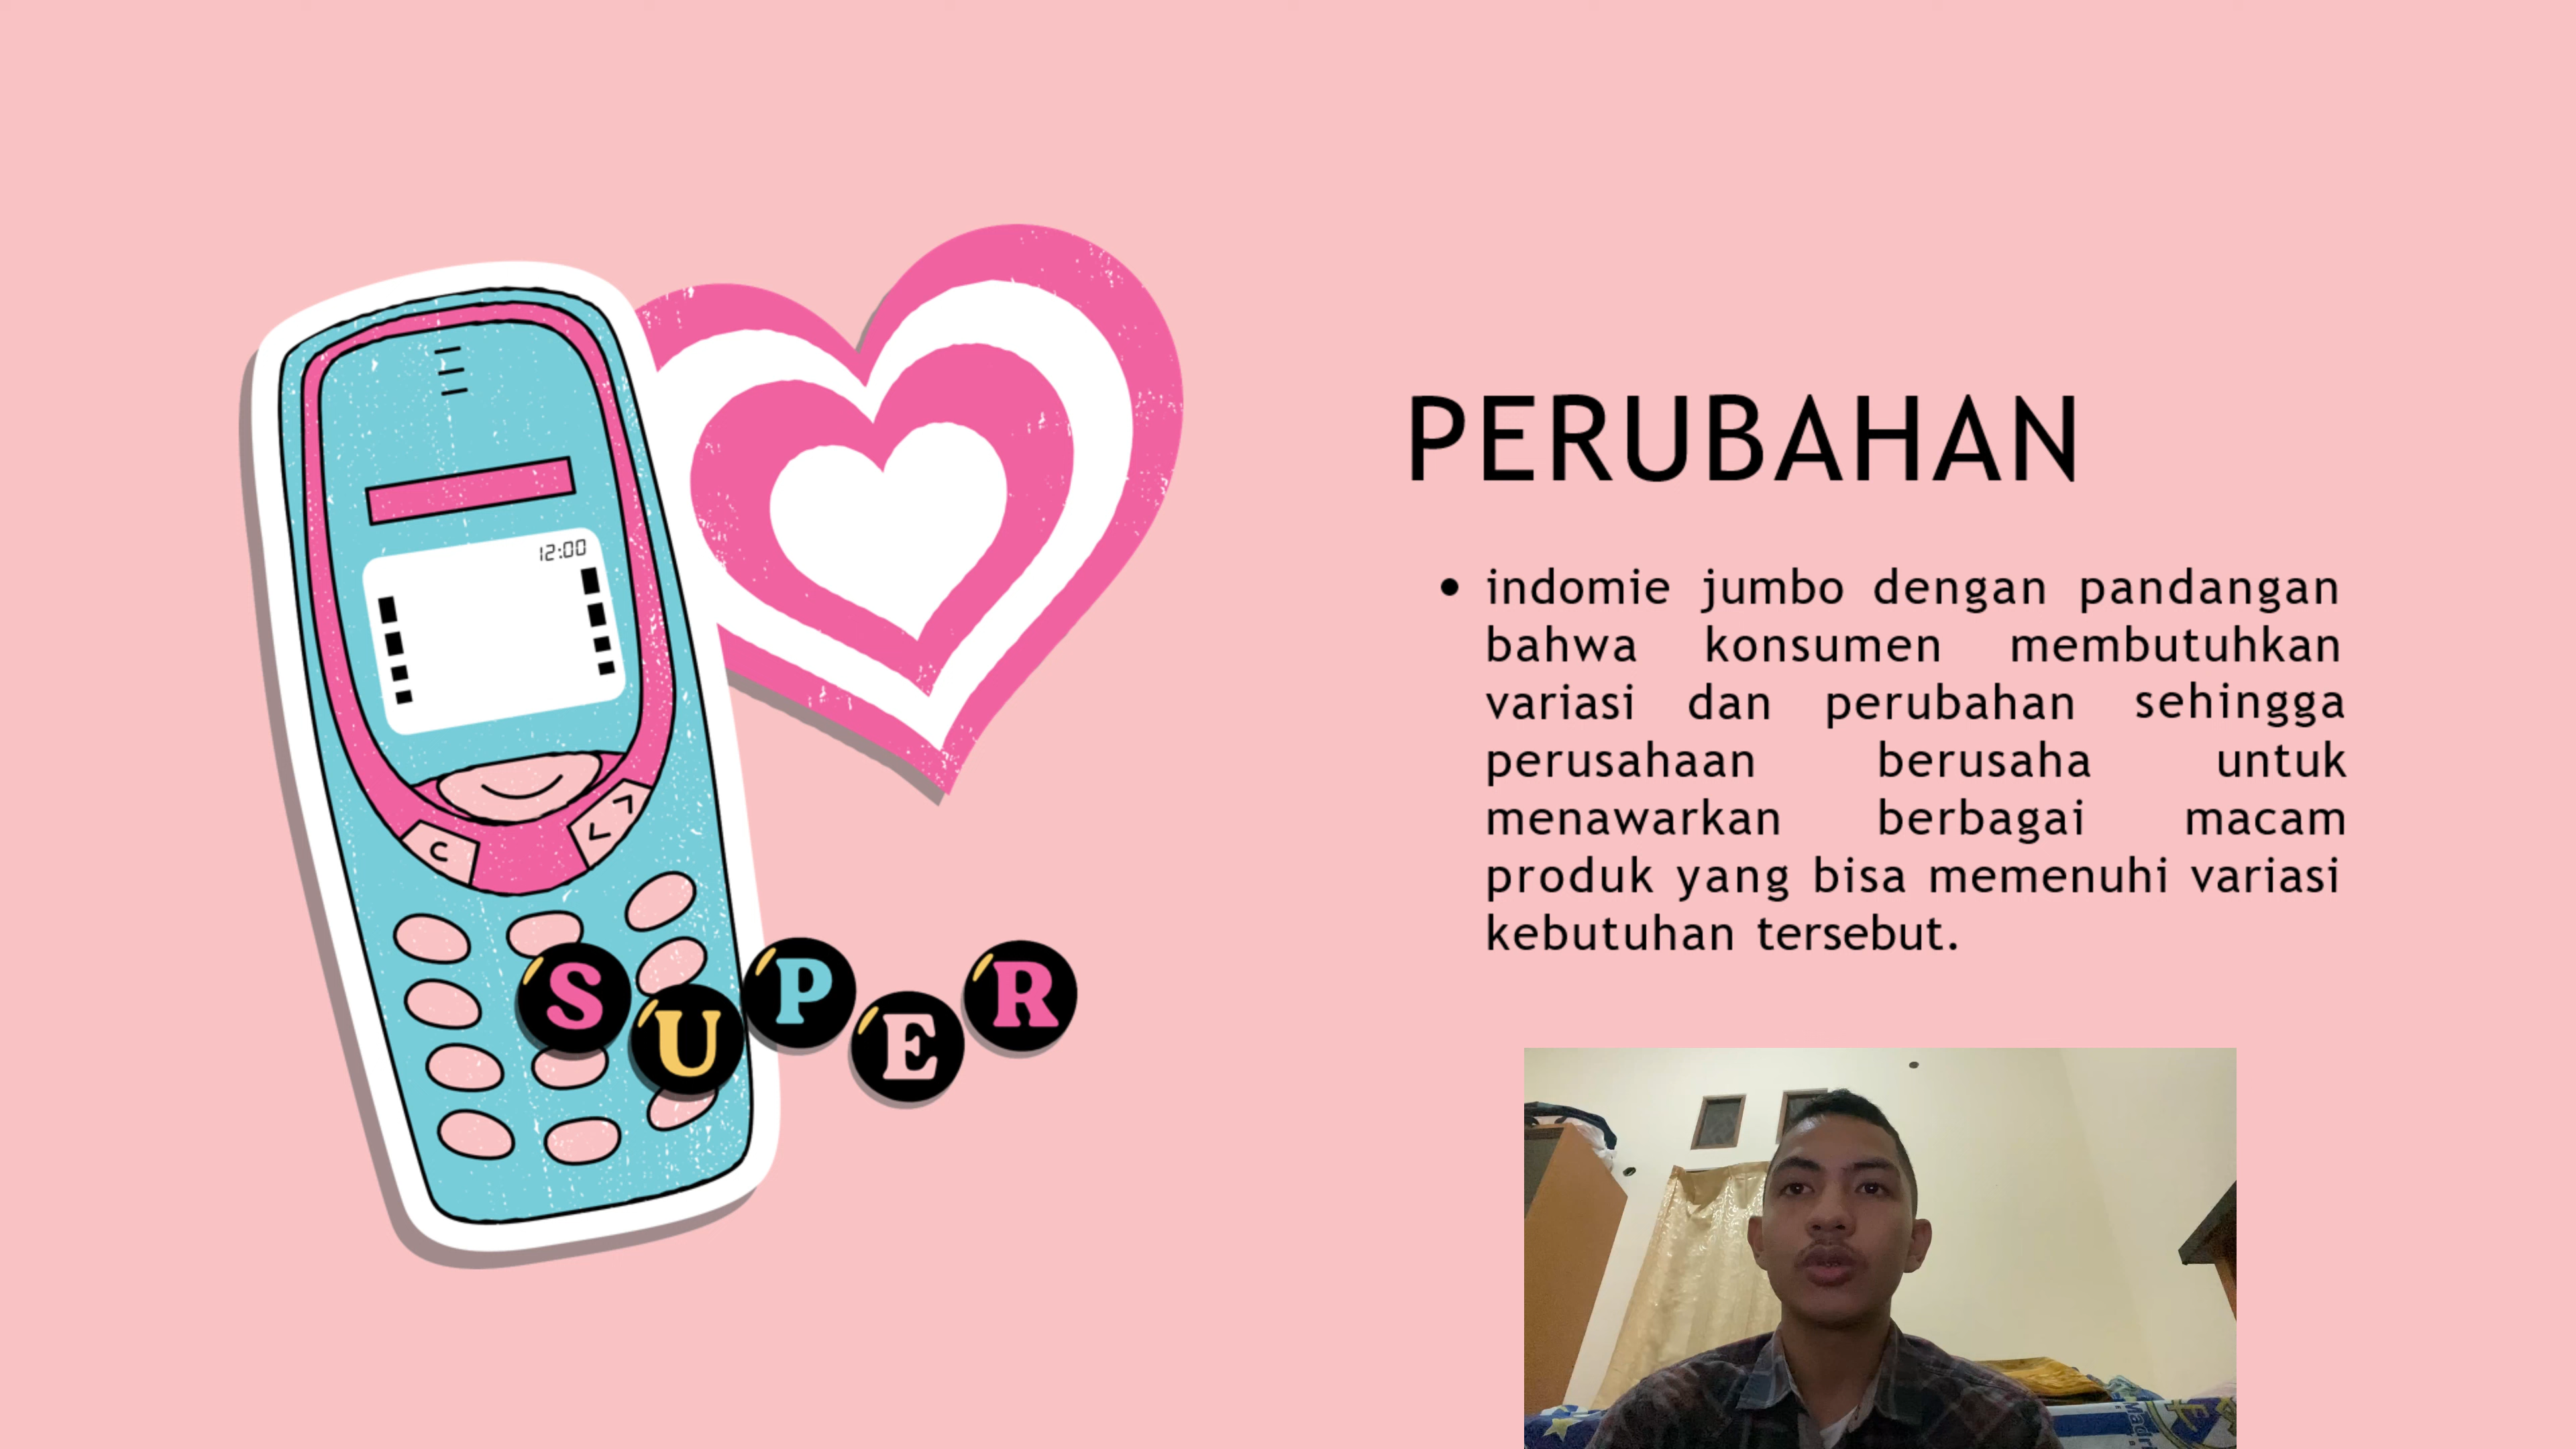 12:00
C
SUPER
PERUBAHAN
• indomie jumbo dengan pandangan
bahwa konsumen membutuhkan
variasi dan perubahan sehingga
perusahaan berusaha untuk
menawarkan berbagai macam
produk yang bisa memenuhi variasi
kebutuhan tersebut.